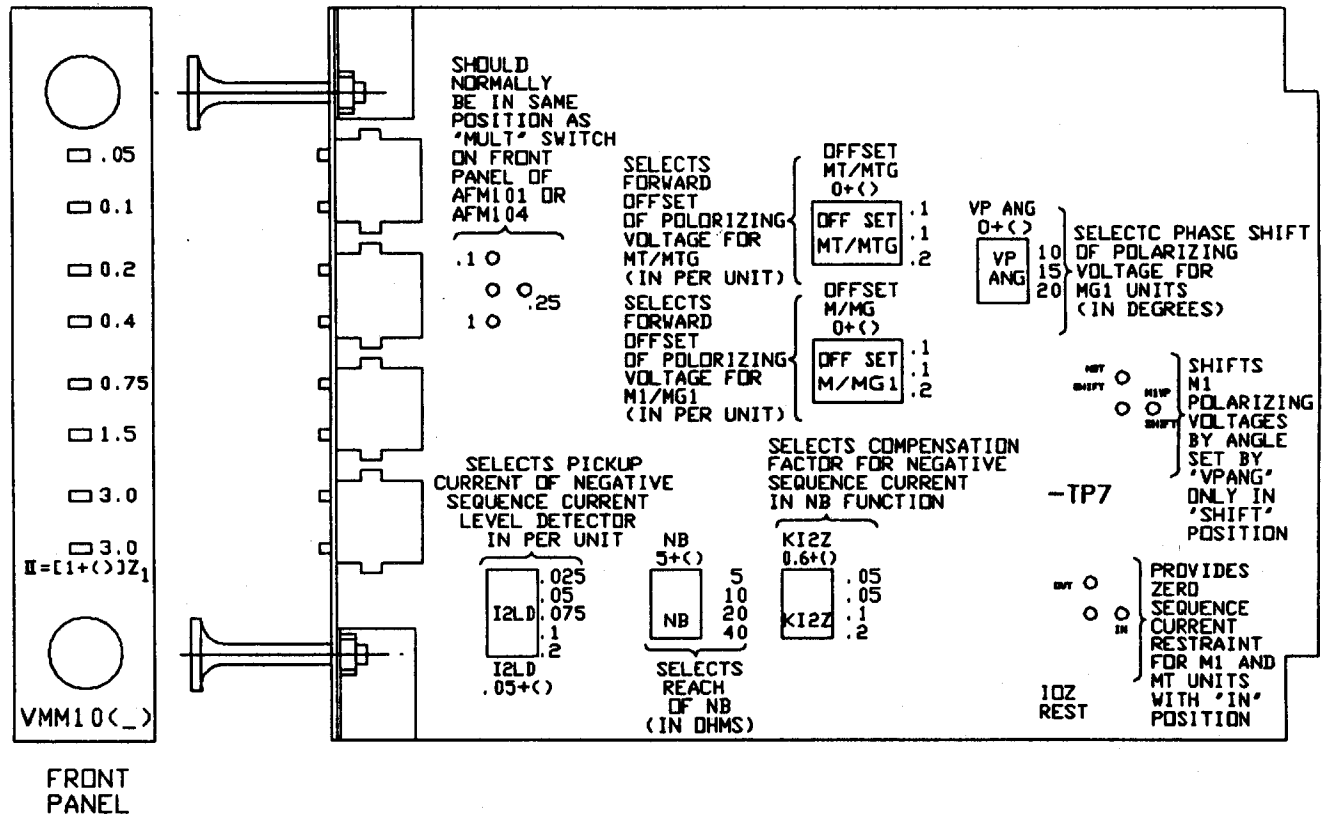 .05
0.1
0.2
0.4
0.75
1.5
3.0
3.0
II=[1+()]Z1
VMM10(_)
FRONT
PANEL
SHOULD
NORMALLY
BE IN SAME
POSITION AS
"MULT" SWITCH
ON FRONT
PANEL OF
AFM101 OR
AFM104
.1
.25
1
SELECTS
FORWARD
OFFSET
OF POLORIZING
VOLTAGE FOR
MT/MTG
(IN PER UNIT)
OFFSET
MT/MTG
0+()
OFF SET
MT/MTG
.1
.1
.2
SELECTS
FORWARD
OFFSET
OF POLORIZING
VOLTAGE FOR
M1/MG1
(IN PER UNIT)
OFFSET
M/MG
0+()
OFF SET
M/MG1
.1
.1
.2
VP ANG
0+()
VP
ANG
10
15
20
SELECTC PHASE SHIFT
OF POLARIZING
VOLTAGE FOR
MG1 UNITS
(IN DEGREES)
SHIFT
M1VP
SHIFT
SHIFTS
M1
POLARIZING
VOLTAGES
BY ANGLE
SET BY
"VPANG"
ONLY IN
"SHIFT"
POSITION
-TP7
SELECTS PICKUP
CURRENT OF NEGATIVE
SEQUENCE CURRENT
LEVEL DETECTOR
IN PER UNIT
I2LD
.025
.05
.075
.1
.2
I2LD
.05+()
NB
5+()
NB
5
10
20
40
SELECTS
REACH
OF NB
(IN OHMS)
SELECTS COMPENSATION
FACTOR FOR NEGATIVE
SEQUENCE CURRENT
IN NB FUNCTION
KI2Z
0.6+()
KI2Z
.05
.05
.1
.2
OUT
IN
PROVIDES
ZERO
SEQUENCE
CURRENT
RESTRAINT
FOR M1 AND
MT UNITS
WITH "IN"
POSITION
IOZ
REST